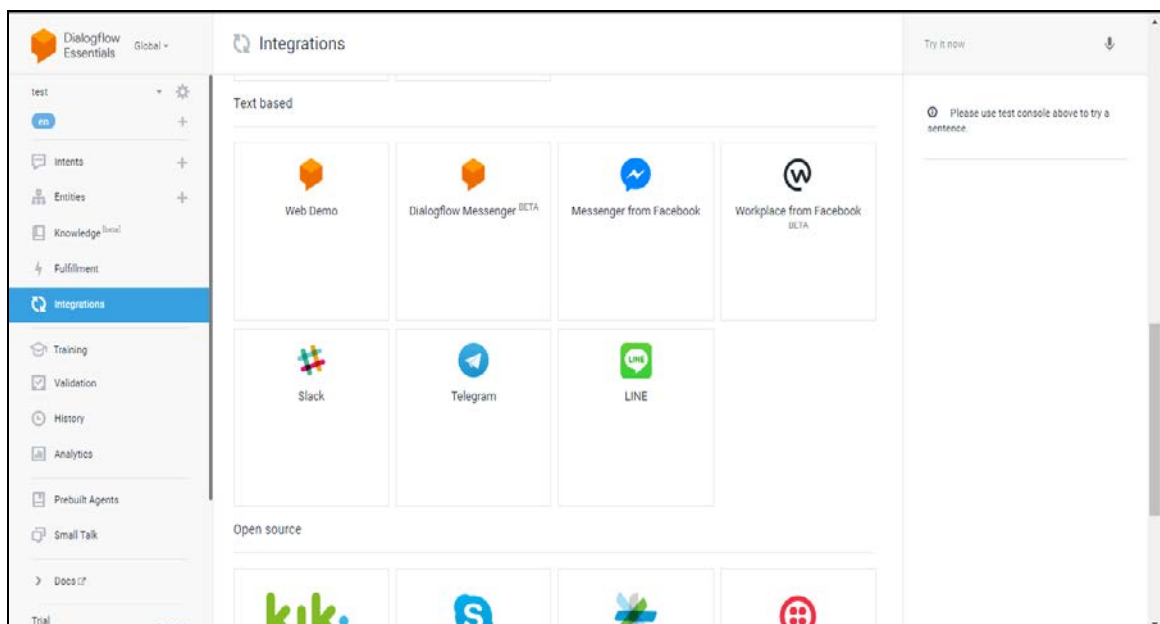 Dialogflow
Essentials
Global
test
en
Intents
Entities
Knowledge
Fulfillment
Integrations
Training
Validation
History
Analytics
Prebuilt Agents
Small Talk
Docs
Trial
Integrations
Text based
Web Demo
Dialogflow Messenger BETA
Messenger from Facebook
Workplace from Facebook
BETA
Slack
Telegram
LINE
LINE
Open source
kik.
Try it now
Please use test console above to try a
sentence.